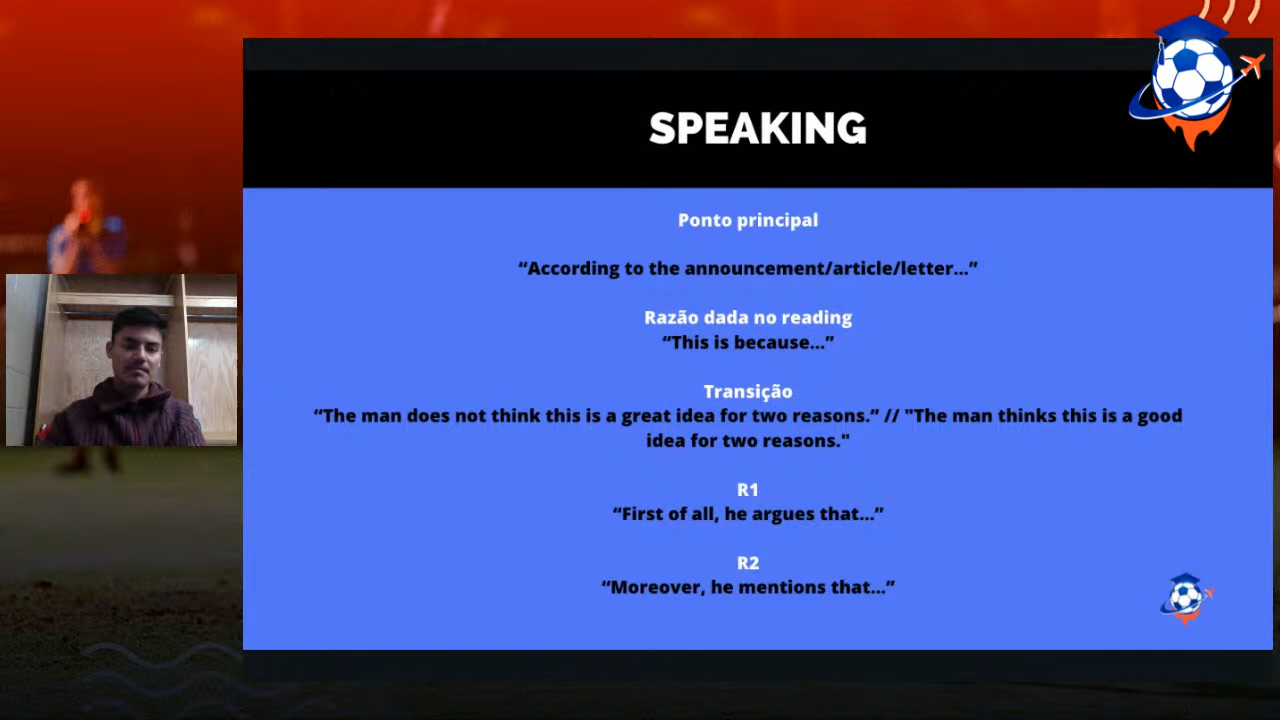 SPEAKING
Ponto principal
“According to the announcement/article/letter...”
Razão dada no reading
“This is because...”
Transição
“The man does not think this is a great idea for two reasons.” // "The man thinks this is a good
idea for two reasons."
R1
“First of all, he argues that...”
R2
“Moreover, he mentions that...”